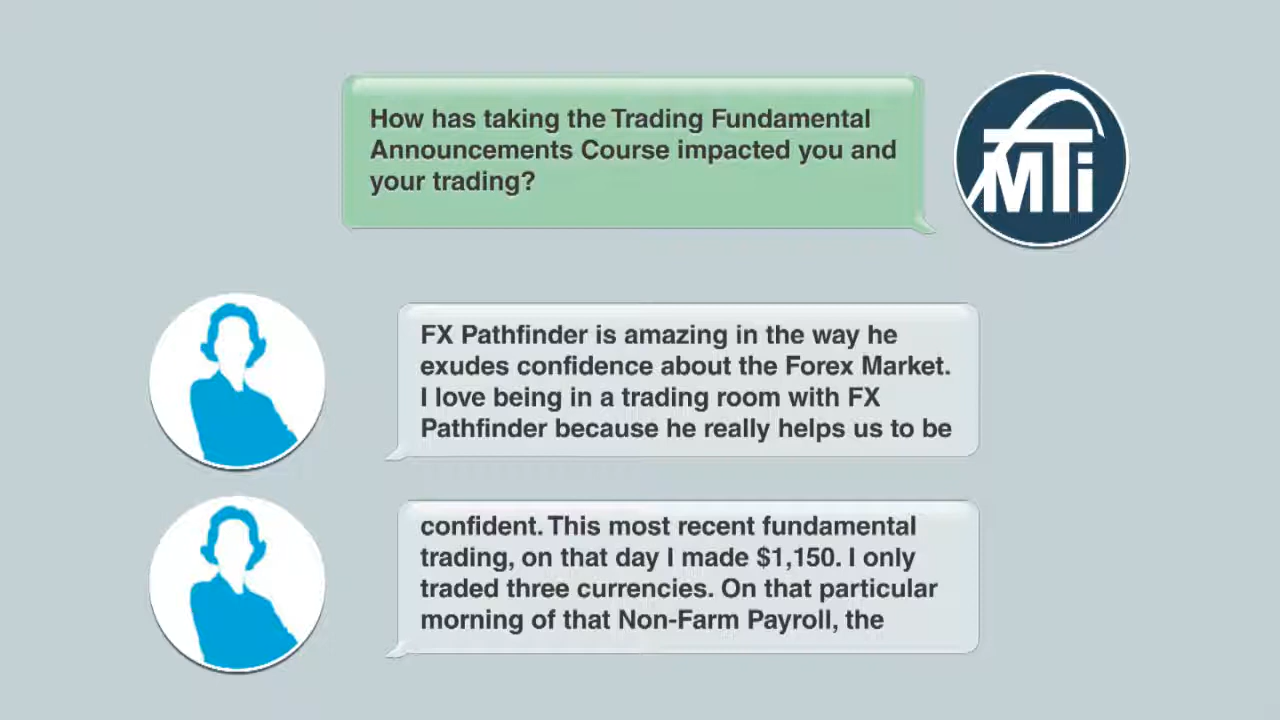 How has taking the Trading Fundamental
Announcements Course impacted you and
your trading?
MTi
FX Pathfinder is amazing in the way he
exudes confidence about the Forex Market.
I love being in a trading room with FX
Pathfinder because he really helps us to be
confident. This most recent fundamental
trading, on that day I made $1,150. I only
traded three currencies. On that particular
morning of that Non-Farm Payroll, the